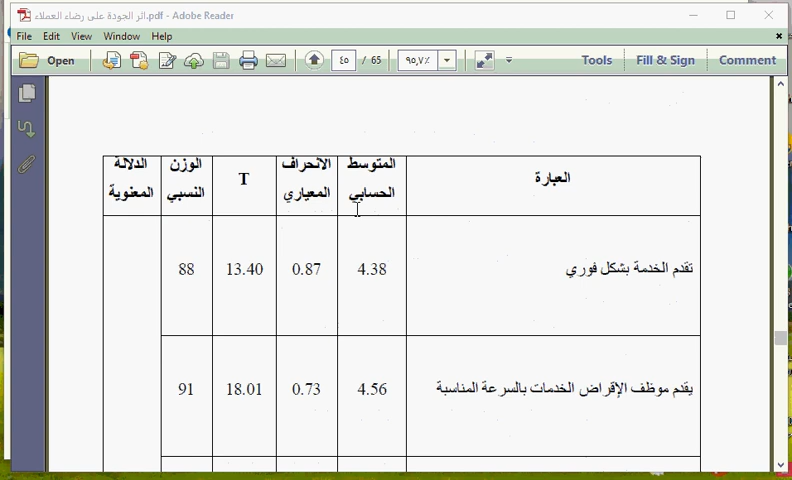 اثر الجودة على رضاء العملاء.pdf - Adobe Reader
File Edit View Window Help
Open ٤٥ / 65 ٩٥,٧٪ Tools Fill & Sign Comment
العبارة المتوسط الحسابي الانحراف المعياري T الوزن النسبي الدلالة المعنوية
تقدم الخدمة بشكل فوري 4.38 0.87 13.40 88
يقدم موظف الإقراض الخدمات بالسرعة المناسبة 4.56 0.73 18.01 91